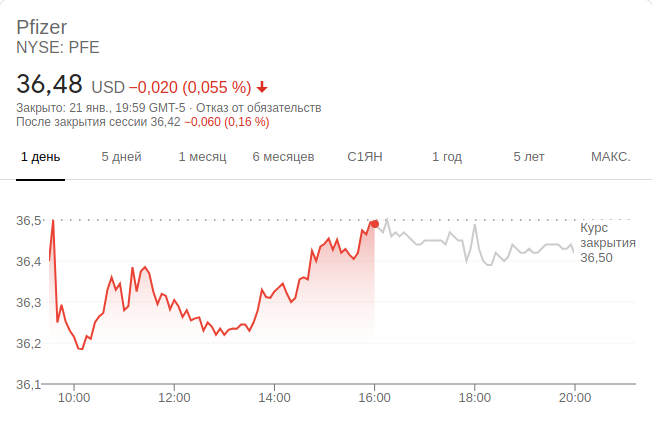 Pfizer
NYSE: PFE
36,48 USD −0,020 (0,055 %)
Закрыто: 21 янв., 19:59 GMT-5 · Отказ от обязательств
После закрытия сессии 36,42 −0,060 (0,16 %)
1 день 5 дней 1 месяц 6 месяцев С1ЯН 1 год 5 лет МАКС.
36,5
Курс
закрытия
36,50
36,4
36,3
36,2
36,1
10:00 12:00 14:00 16:00 18:00 20:00